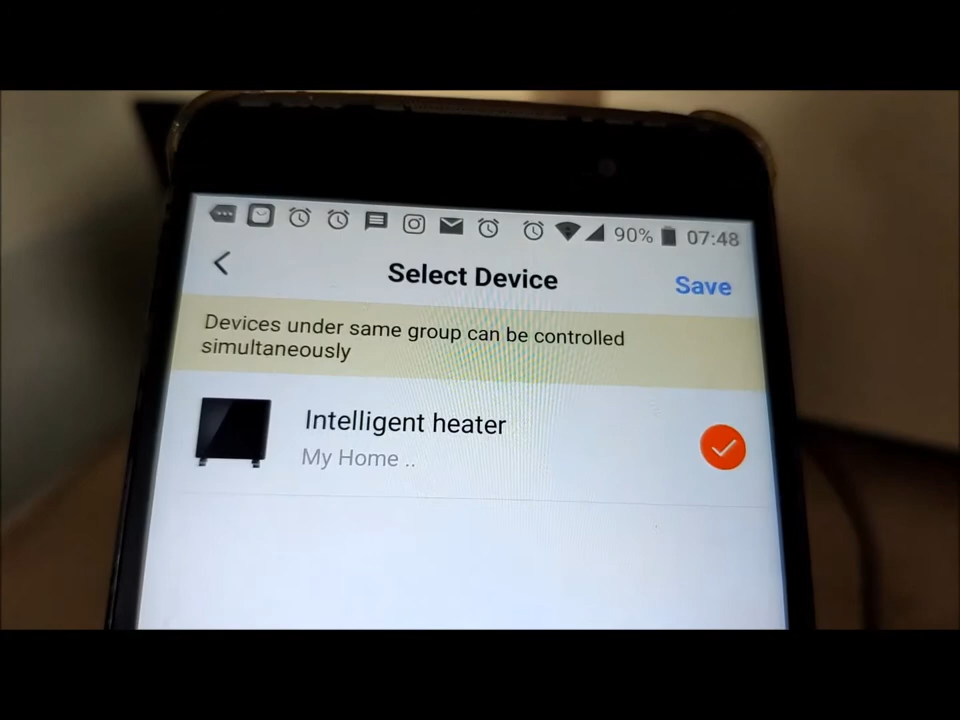 90% 07:48
Select Device
Save
Devices under same group can be controlled
simultaneously
Intelligent heater
My Home ..